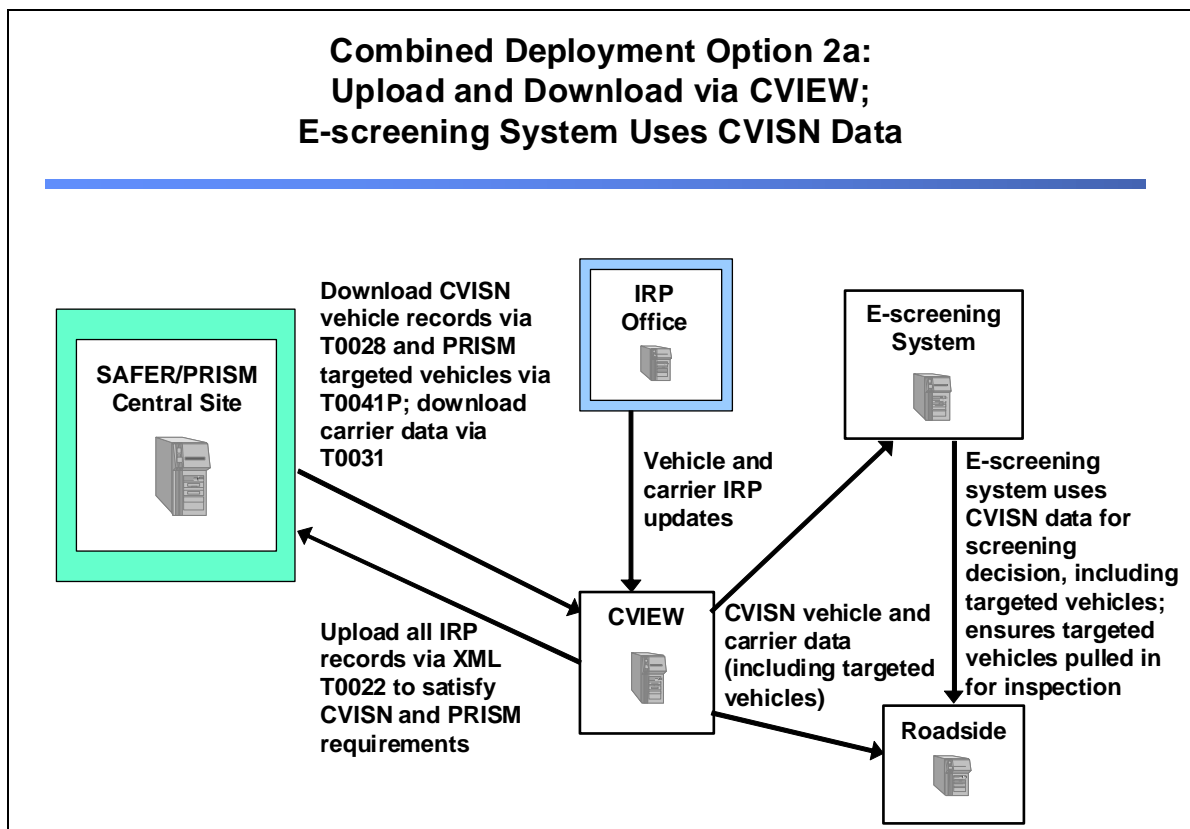 Combined Deployment Option 2a:
Upload and Download via CVIEW;
E-screening System Uses CVISN Data
SAFER/PRISM
Central Site
Download CVISN
vehicle records via
T0028 and PRISM
targeted vehicles via
T0041P; download
carrier data via
T0031
IRP
Office
E-screening
System
Vehicle and
carrier IRP
updates
E-screening
system uses
CVISN data for
screening
decision, including
targeted vehicles;
ensures targeted
vehicles pulled in
for inspection
Upload all IRP
records via XML
T0022 to satisfy
CVISN and PRISM
requirements
CVIEW
CVISN vehicle and
carrier data
(including targeted
vehicles)
Roadside